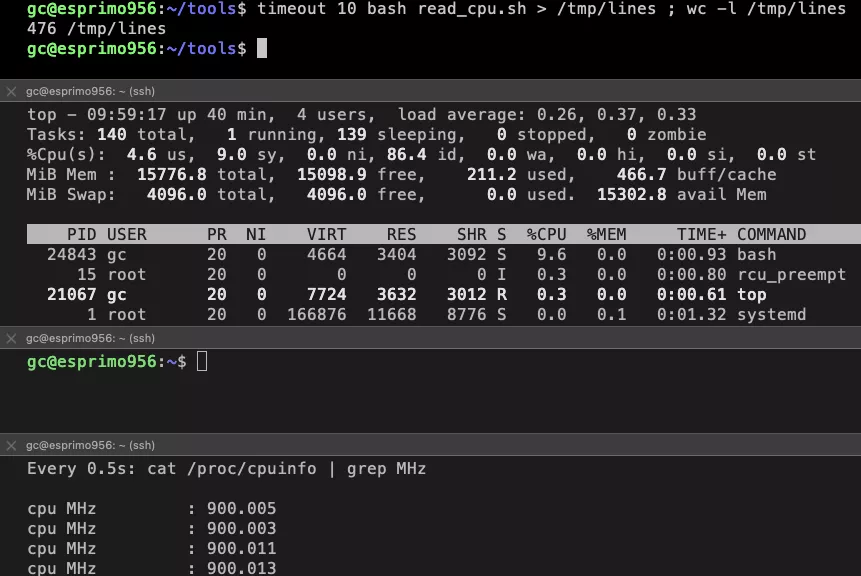 gc@esprimo956:~/tools$ timeout 10 bash read_cpu.sh > /tmp/lines ; wc -l /tmp/lines
476 /tmp/lines
gc@esprimo956:~/tools$
gc@esprimo956: ~ (ssh)
top - 09:59:17 up 40 min,  4 users,  load average: 0.26, 0.37, 0.33
Tasks: 140 total,   1 running, 139 sleeping,   0 stopped,   0 zombie
%Cpu(s):  4.6 us,  9.0 sy,  0.0 ni, 86.4 id,  0.0 wa,  0.0 hi,  0.0 si,  0.0 st
MiB Mem :  15776.8 total,  15098.9 free,    211.2 used,    466.7 buff/cache
MiB Swap:   4096.0 total,   4096.0 free,      0.0 used.  15302.8 avail Mem
PID USER      PR  NI    VIRT    RES    SHR S  %CPU  %MEM     TIME+ COMMAND
24843 gc        20   0    4664   3404   3092 S   9.6   0.0   0:00.93 bash
15 root      20   0       0      0      0 I   0.3   0.0   0:00.80 rcu_preempt
21067 gc        20   0    7724   3632   3012 R   0.3   0.0   0:00.61 top
1 root      20   0  166876  11668   8776 S   0.0   0.1   0:01.32 systemd
gc@esprimo956: ~ (ssh)
gc@esprimo956:~$
gc@esprimo956: ~ (ssh)
Every 0.5s: cat /proc/cpuinfo | grep MHz
cpu MHz         : 900.005
cpu MHz         : 900.003
cpu MHz         : 900.011
cpu MHz         : 900.013